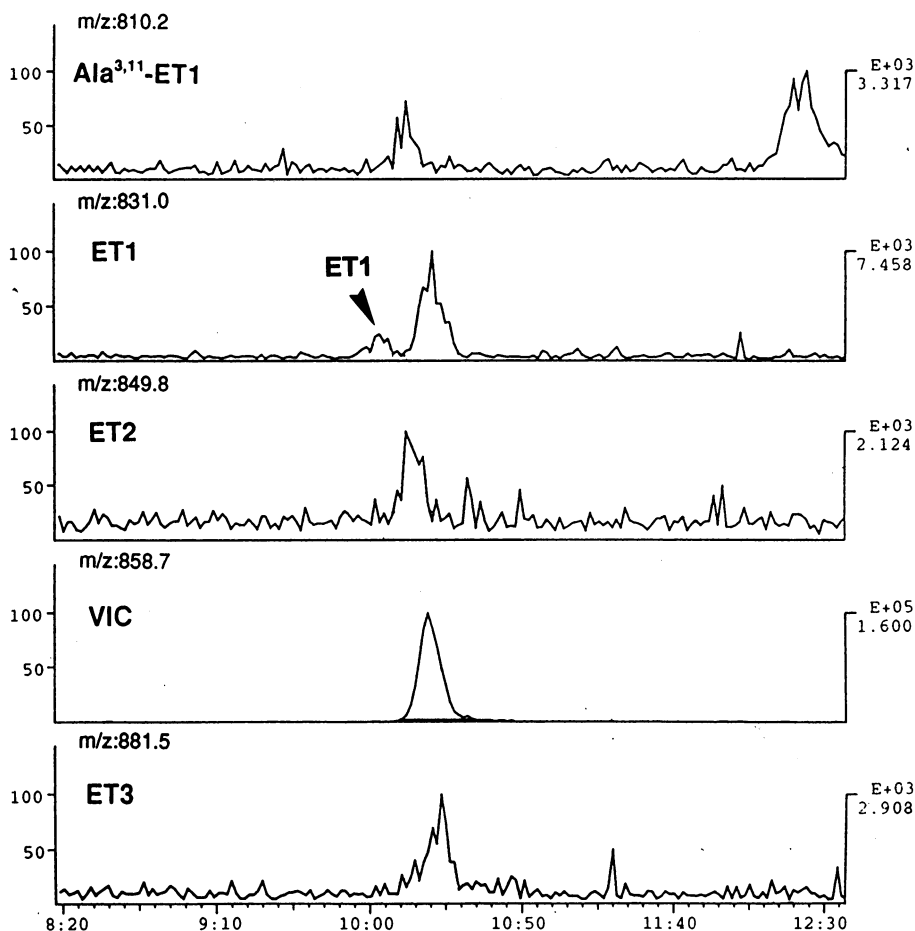 m/z:810.2
Ala3,11-ET1
100
50
E+03
3.317
m/z:831.0
ET1
ET1
100
50
E+03
7.458
m/z:849.8
ET2
100
50
E+03
2.124
m/z:858.7
VIC
100
50
E+05
1.600
m/z:881.5
ET3
100
50
E+03
2.908
8:20 9:10 10:00 10:50 11:40 12:30